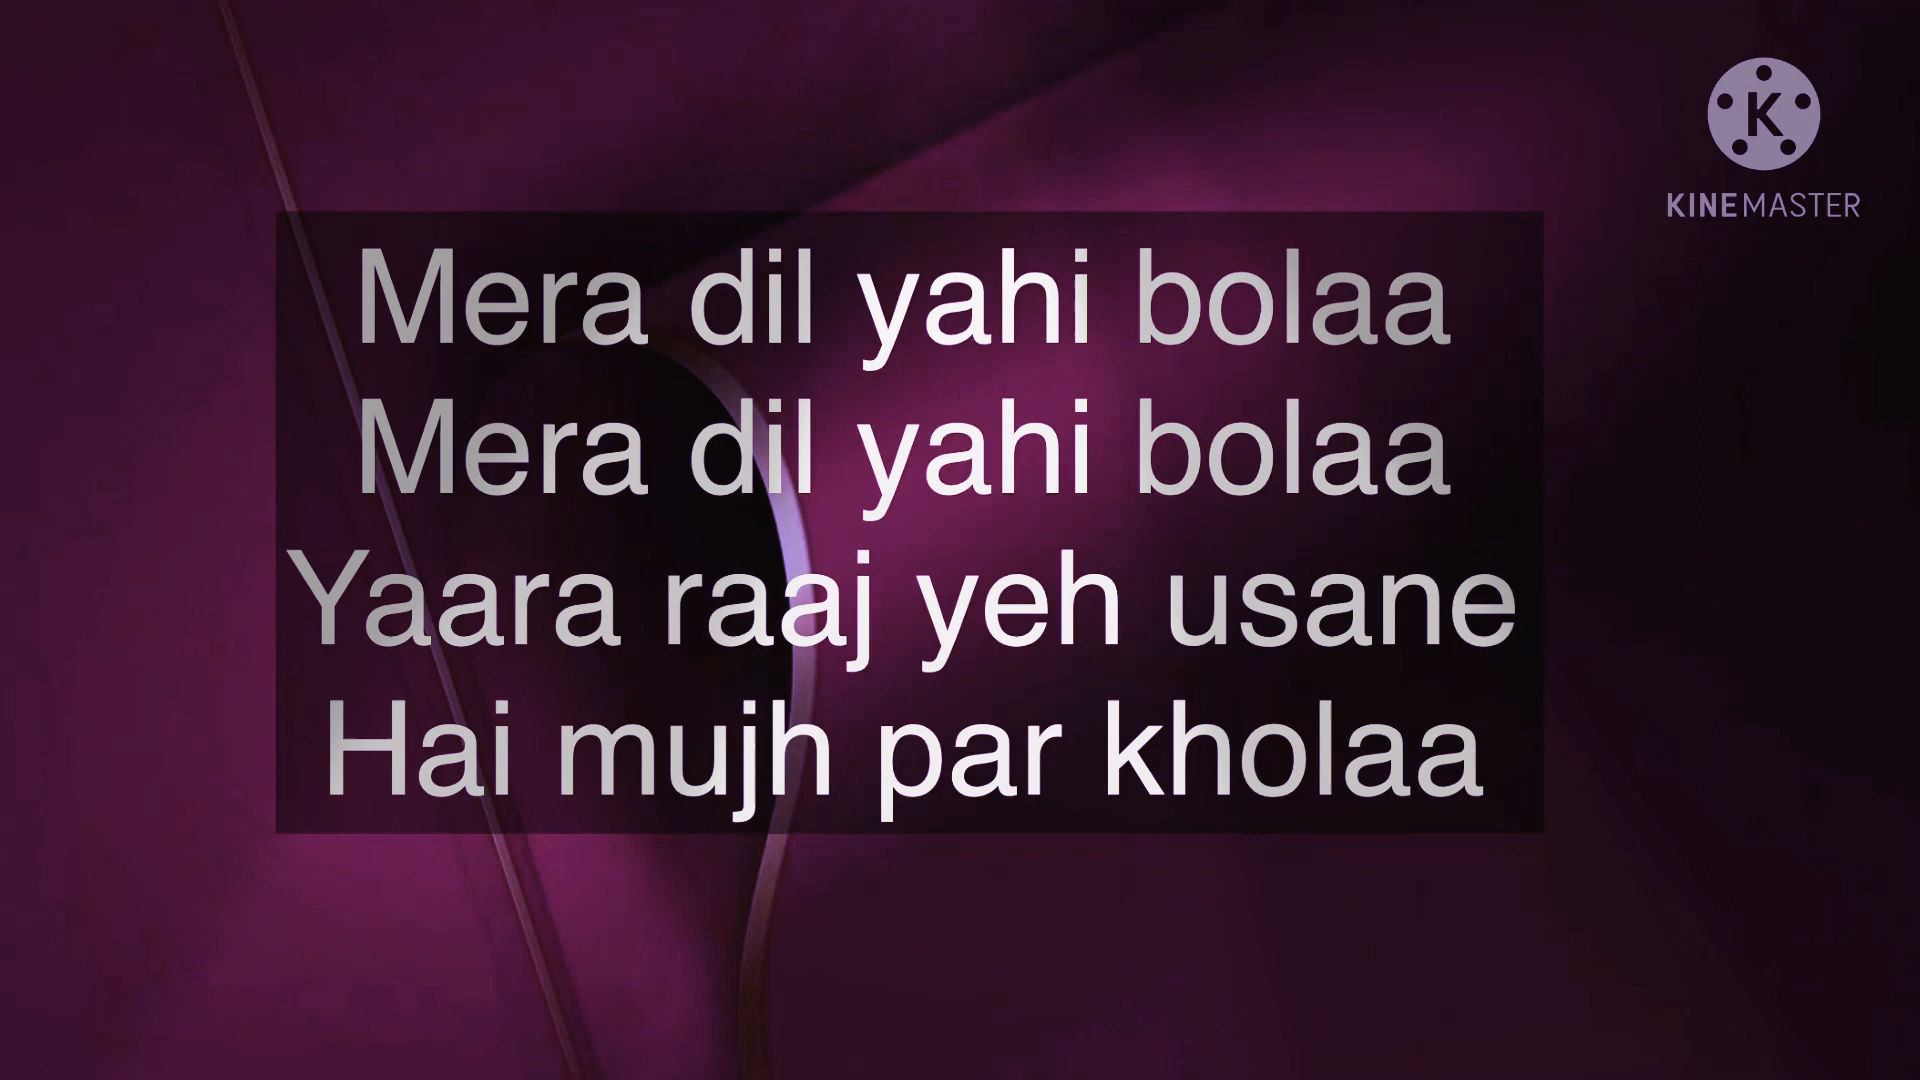 K
KINEMASTER
Mera dil yahi bolaa
Mera dil yahi bolaa
Yaara raaj yeh usane
Hai mujh par kholaa